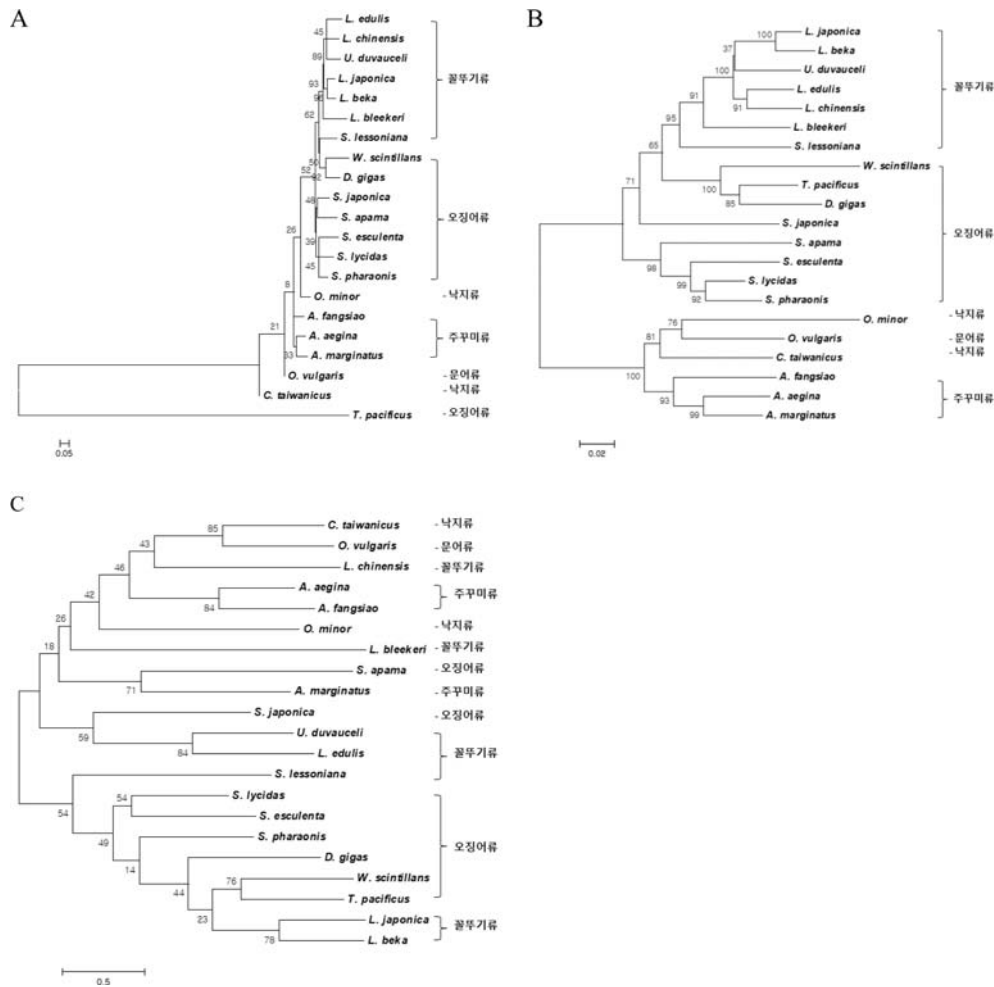 A
L. edulis
45
L. chinensis
89
U. duvauceli
93
L. japonica
꼴뚜기류
L. beka
62
L. bleekeri
S. lessoniana
50
W. scintillans
52
D. gigas
48
S. japonica
S. apama
오징어류
39
S. esculenta
26
S. lycidas
45
S. pharaonis
8
O. minor
- 낙지류
A. fangsiao
21
A. aegina
주꾸미류
33
A. marginatus
O. vulgaris
- 문어류
C. taiwanicus
- 낙지류
T. pacificus
- 오징어류
0.05
B
L. japonica
100
37
L. beka
100
U. duvauceli
91
L. edulis
꼴뚜기류
91
L. chinensis
95
L. bleekeri
65
S. lessoniana
W. scintillans
71
100
T. pacificus
85
D. gigas
S. japonica
오징어류
S. apama
98
S. esculenta
99
S. lycidas
92
S. pharaonis
76
O. minor
- 낙지류
81
O. vulgaris
- 문어류
C. taiwanicus
- 낙지류
100
A. fangsiao
93
A. aegina
주꾸미류
99
A. marginatus
0.02
C
85
C. taiwanicus
- 낙지류
43
O. vulgaris
- 문어류
46
L. chinensis
- 꼴뚜기류
42
A. aegina
주꾸미류
84
A. fangsiao
26
O. minor
- 낙지류
18
L. bleekeri
- 꼴뚜기류
S. apama
- 오징어류
71
A. marginatus
- 주꾸미류
S. japonica
- 오징어류
59
U. duvauceli
84
L. edulis
꼴뚜기류
S. lessoniana
54
54
S. lycidas
49
S. esculenta
S. pharaonis
14
오징어류
D. gigas
44
76
W. scintillans
T. pacificus
23
L. japonica
꼴뚜기류
78
L. beka
0.5